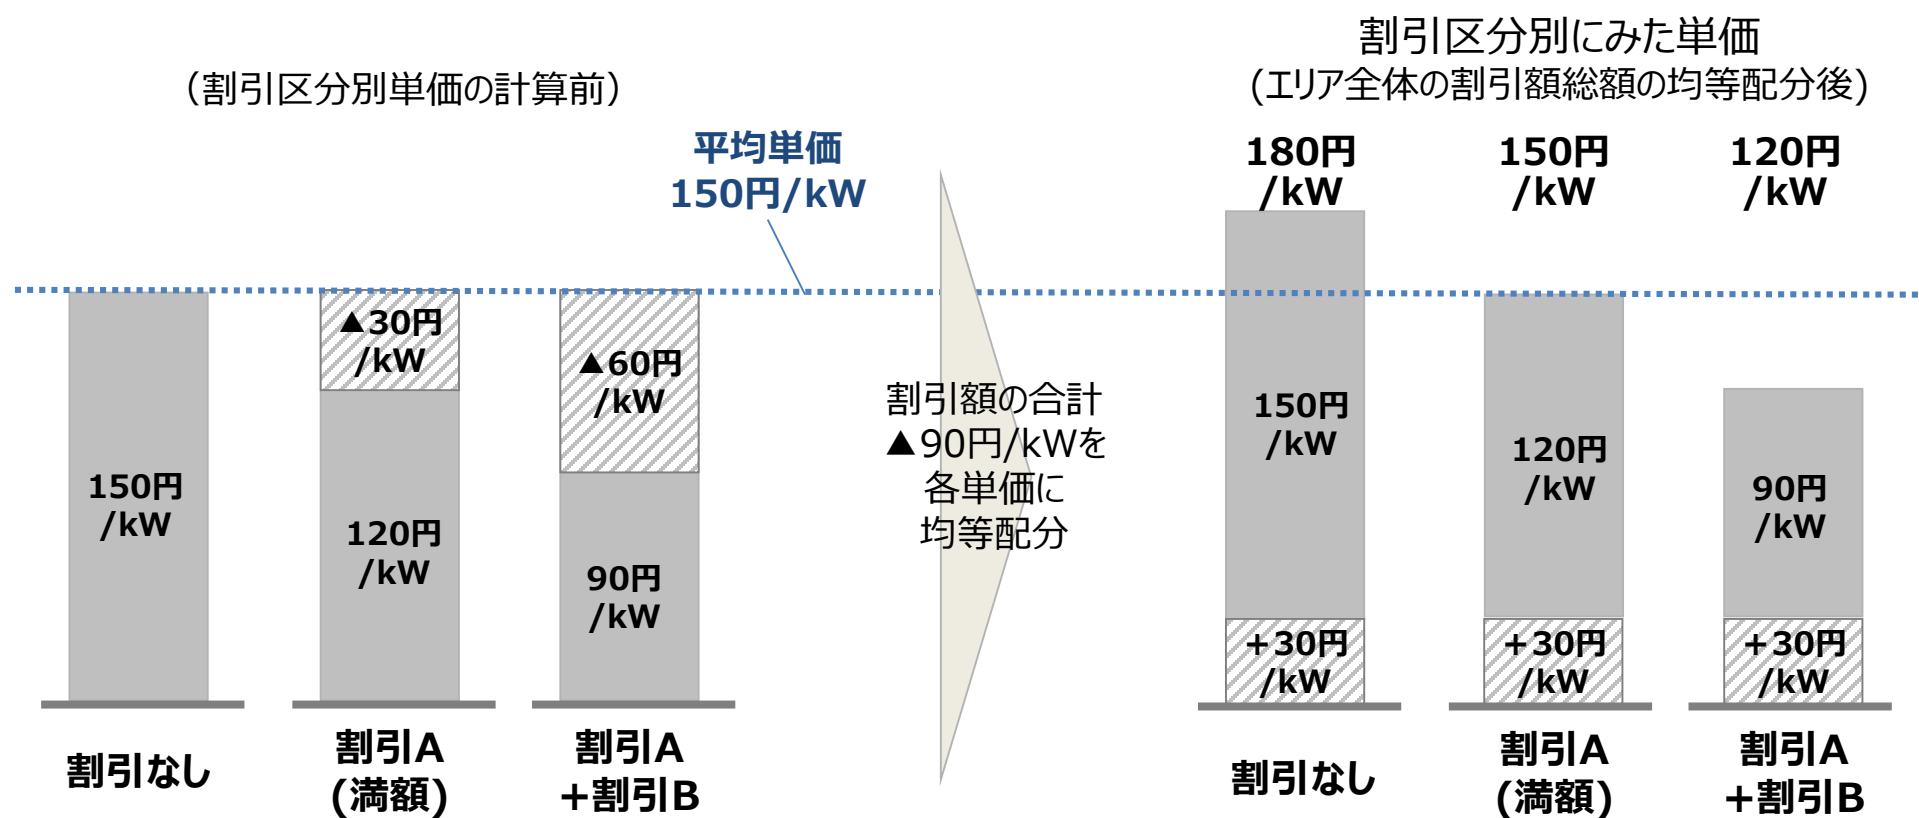 （割引区分別単価の計算前）
平均単価
150円/kW
▲30円
/kW
▲60円
/kW
150円
/kW
120円
/kW
90円
/kW
割引なし
割引A
(満額)
割引A
+割引B
割引額の合計
▲90円/kWを
各単価に
均等配分
割引区分別にみた単価
(エリア全体の割引額総額の均等配分後)
180円
/kW
150円
/kW
120円
/kW
150円
/kW
120円
/kW
90円
/kW
+30円
/kW
+30円
/kW
+30円
/kW
割引なし
割引A
(満額)
割引A
+割引B